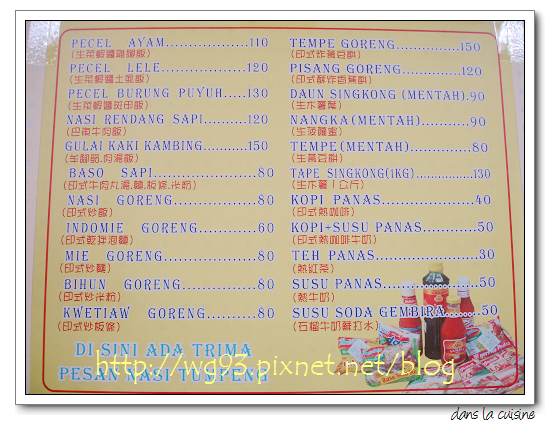 PECEL AYAM.................110
(生菜蝦醬雞腿飯)
PECEL LELE.................120
(生菜蝦醬土虱飯)
PECEL BURUNG PUYUH.....130
(生菜蝦醬斑甲飯)
NASI RENDANG SAPI..........120
(巴東牛肉飯)
GULAI KAKI KAMBING..........150
(羊腳筋.肉湯飯)
BASO SAPI...................80
(印式牛肉丸湯.麵.板條.米粉)
NASI GORENG...............80
(印式炒飯)
INDOMIE GORENG..........60
(印式乾拌泡麵)
MIE GORENG................80
(印式炒麵)
BIHUN GORENG............80
(印式炒米粉)
KWETIAW GORENG.........80
(印式炒板條)
DI SINI ADA TRIMA
PESAN NASI TUMPENG
TEMPE GORENG..............150
(印式炸黃豆餅)
PISANG GORENG.............120
(印式酥炸香蕉餅)
DAUN SINGKONG (MENTAH).90
(生木薯葉)
NANGKA(MENTAH)...........90
(生菠蘿蜜)
TEMPE(MENTAH).............80
(生黃豆餅)
TAPE SINGKONG(1KG)..........130
(生木薯1公斤)
KOPI PANAS...................40
(印式熱咖啡)
KOPI+SUSU PANAS...........50
(印式熱咖啡牛奶)
TEH PANAS....................30
(熱紅茶)
SUSU PANAS...................50
(熱牛奶)
SUSU SODA GEMBIRA......50
(石榴牛奶蘇打水)
http://wg93.pixnet.net/blog
dans la cuisine